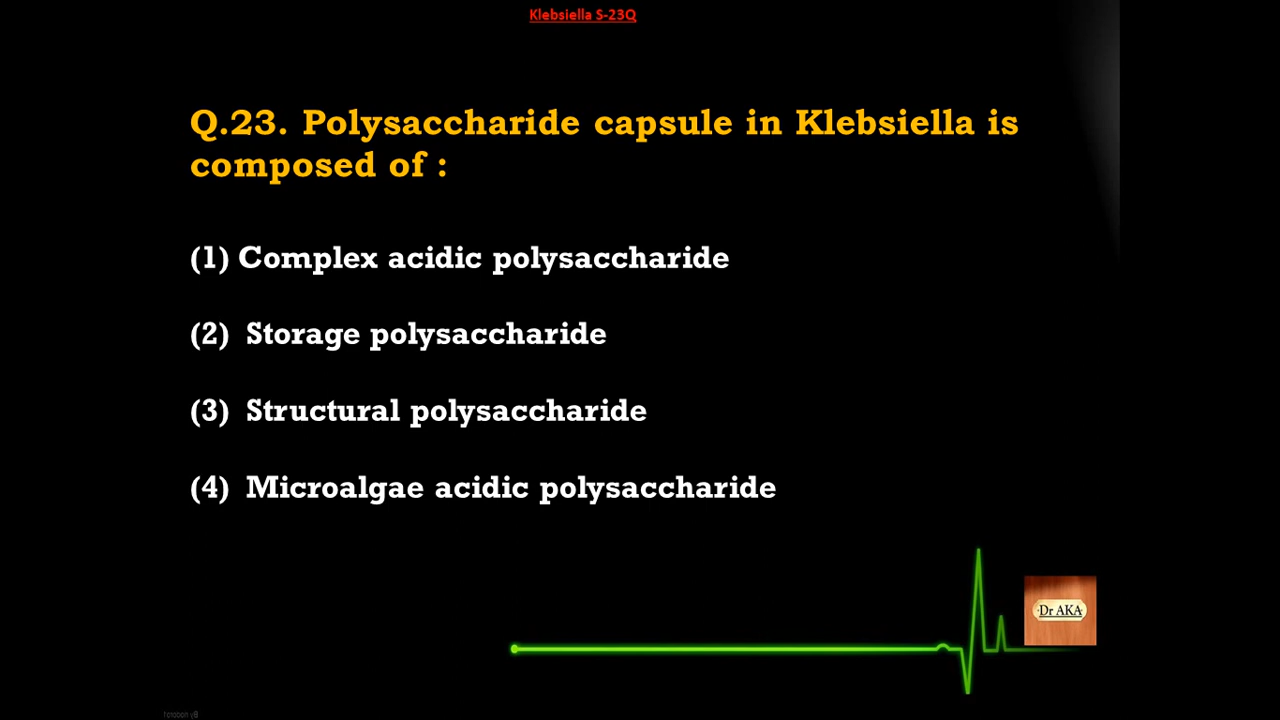 Klebsiella S-23Q
Q.23. Polysaccharide capsule in Klebsiella is
composed of :
(1) Complex acidic polysaccharide
(2) Storage polysaccharide
(3) Structural polysaccharide
(4) Microalgae acidic polysaccharide
Dr AKA